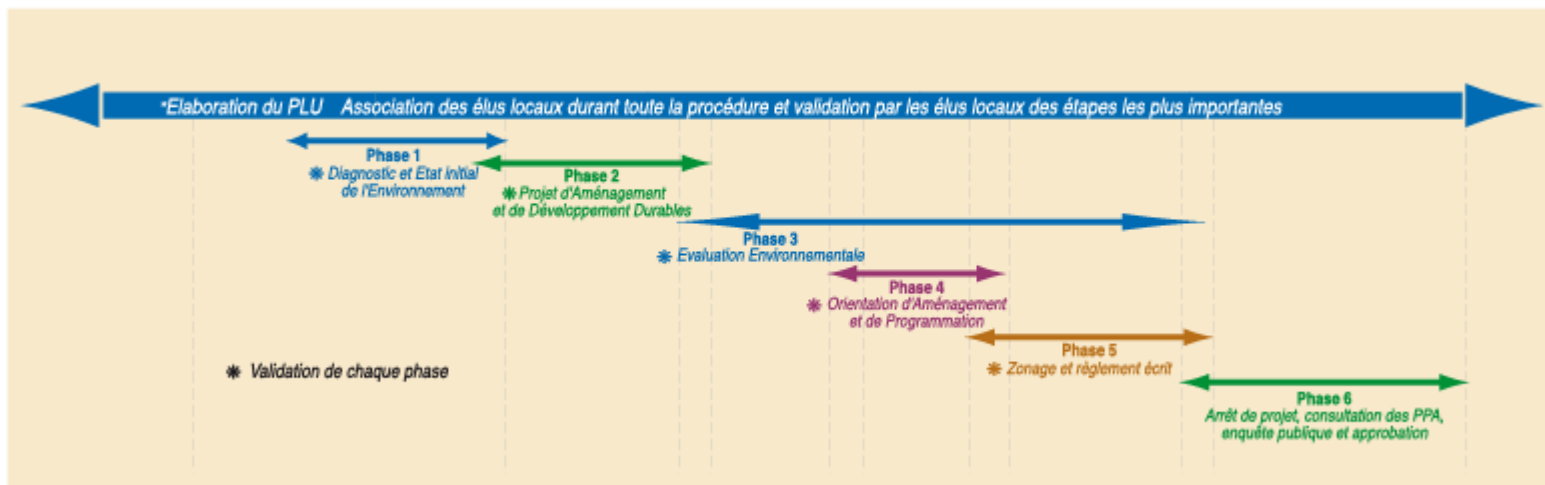 *Elaboration du PLU Association des élus locaux durant toute la procédure et validation par les élus locaux des étapes les plus importantes
Phase 1
⁕ Diagnostic et Etat initial
de l'Environnement
Phase 2
⁕ Projet d'Aménagement
et de Développement Durables
Phase 3
⁕ Evaluation Environnementale
Phase 4
⁕ Orientation d'Aménagement
et de Programmation
Phase 5
⁕ Zonage et règlement écrit
⁕ Validation de chaque phase
Phase 6
Arrêt de projet, consultation des PPA,
enquête publique et approbation